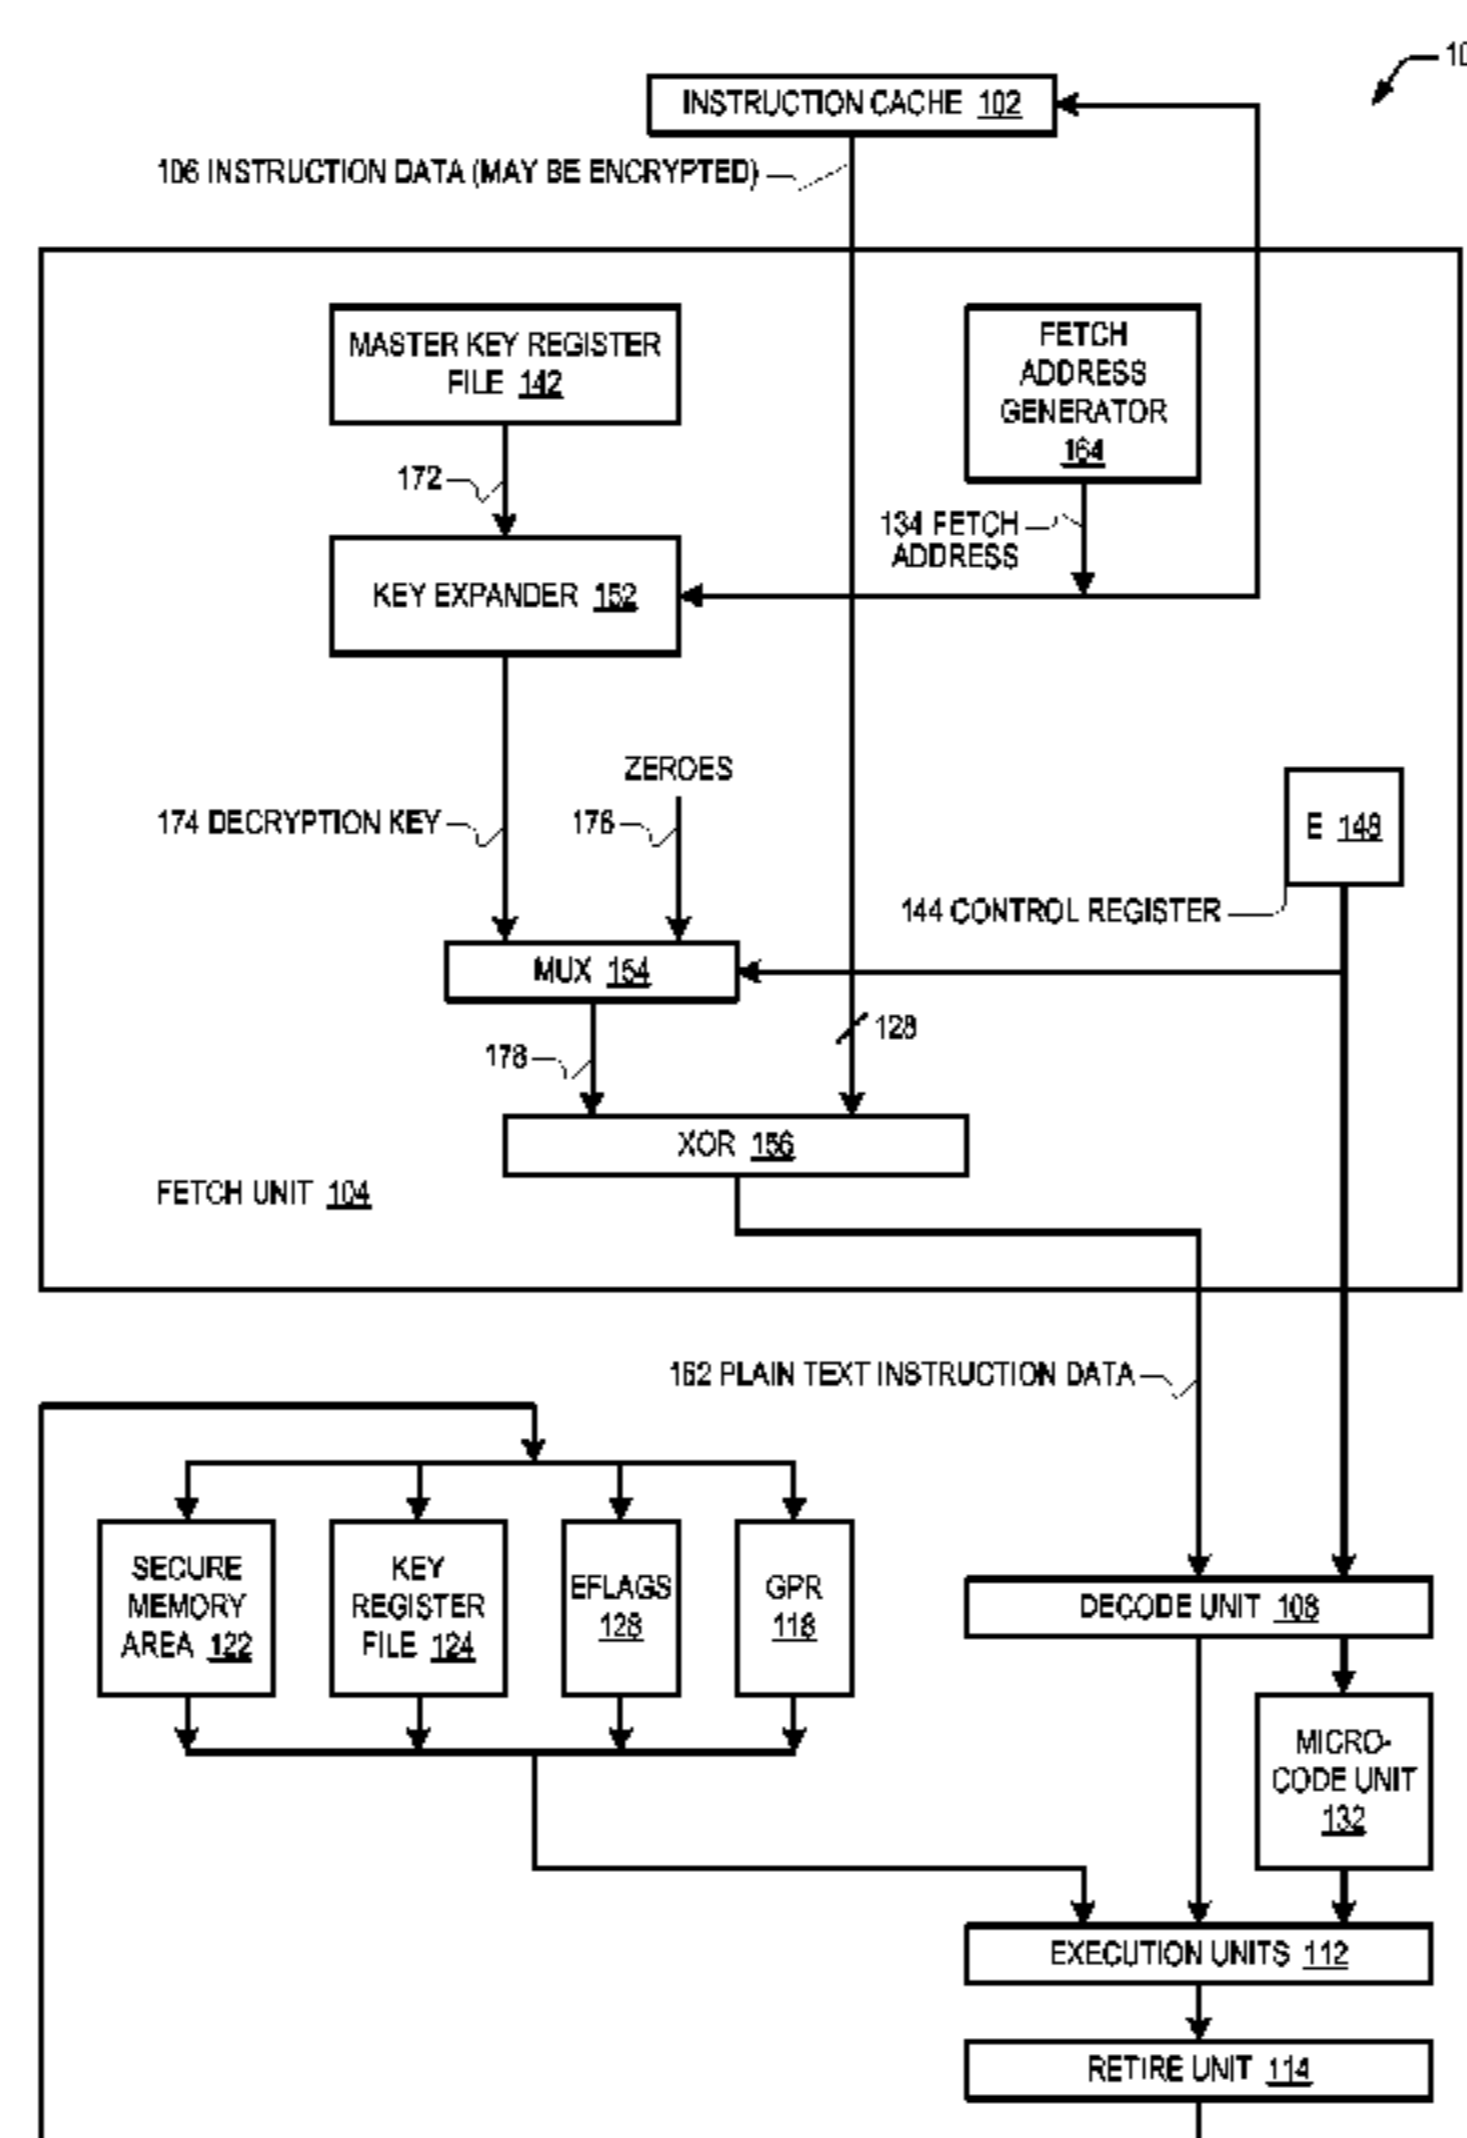 10
INSTRUCTION CACHE 102
106 INSTRUCTION DATA (MAY BE ENCRYPTED)
MASTER KEY REGISTER
FILE 142
FETCH
ADDRESS
GENERATOR
164
172
134 FETCH
ADDRESS
KEY EXPANDER 152
ZEROES
174 DECRYPTION KEY
176
E 148
144 CONTROL REGISTER
MUX 154
128
178
XOR 156
FETCH UNIT 104
162 PLAIN TEXT INSTRUCTION DATA
SECURE
MEMORY
AREA 122
KEY
REGISTER
FILE 124
EFLAGS
128
GPR
118
DECODE UNIT 108
MICRO-
CODE UNIT
132
EXECUTION UNITS 112
RETIRE UNIT 114